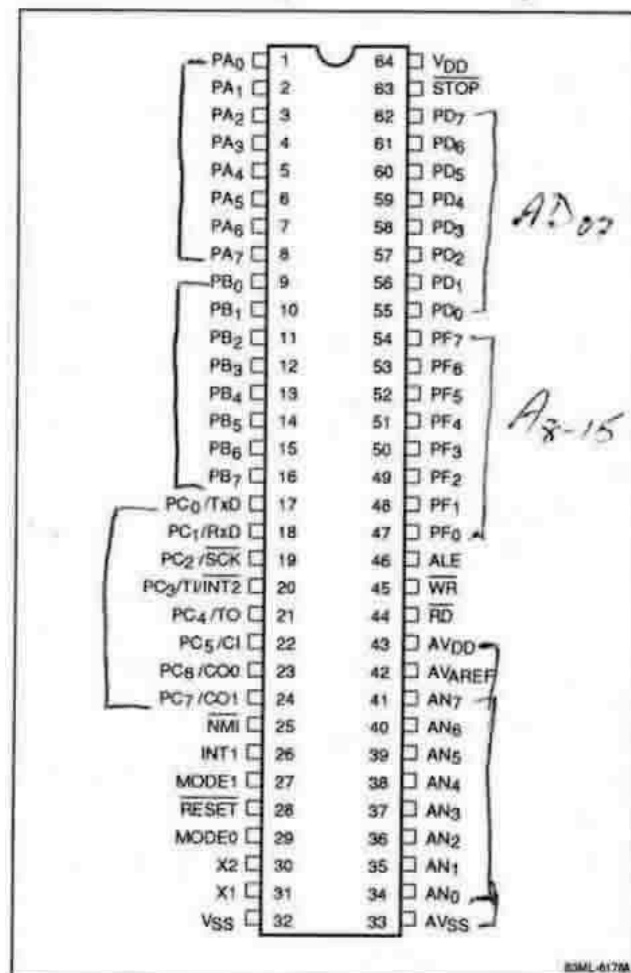 PA0 1 64 VDD
PA1 2 63 STOP
PA2 3 62 PD7
PA3 4 61 PD6
PA4 5 60 PD5
PA5 6 59 PD4
PA6 7 58 PD3
PA7 8 57 PD2
PB0 9 56 PD1
PB1 10 55 PD0
PB2 11 54 PF7
PB3 12 53 PF6
PB4 13 52 PF5
PB5 14 51 PF4
PB6 15 50 PF3
PB7 16 49 PF2
PC0/TxD 17 48 PF1
PC1/RxD 18 47 PF0
PC2/SCK 19 46 ALE
PC3/TI/INT2 20 45 WR
PC4/TO 21 44 RD
PC5/CI 22 43 AVDD
PC6/CO0 23 42 AVAREF
PC7/CO1 24 41 AN7
NMI 25 40 AN6
INT1 26 39 AN5
MODE1 27 38 AN4
RESET 28 37 AN3
MODE0 29 36 AN2
X2 30 35 AN1
X1 31 34 AN0
VSS 32 33 AVSS
AD07
A8-15
83ML-6176A